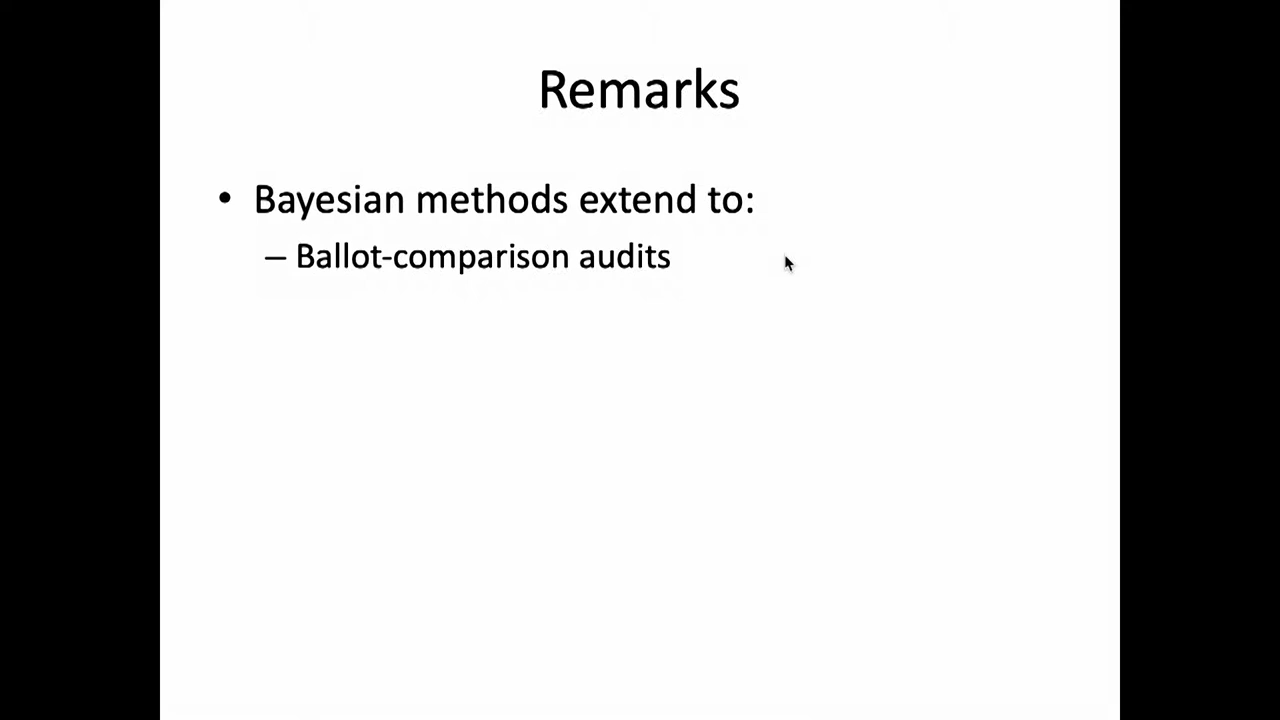 Remarks
• Bayesian methods extend to:
– Ballot-comparison audits